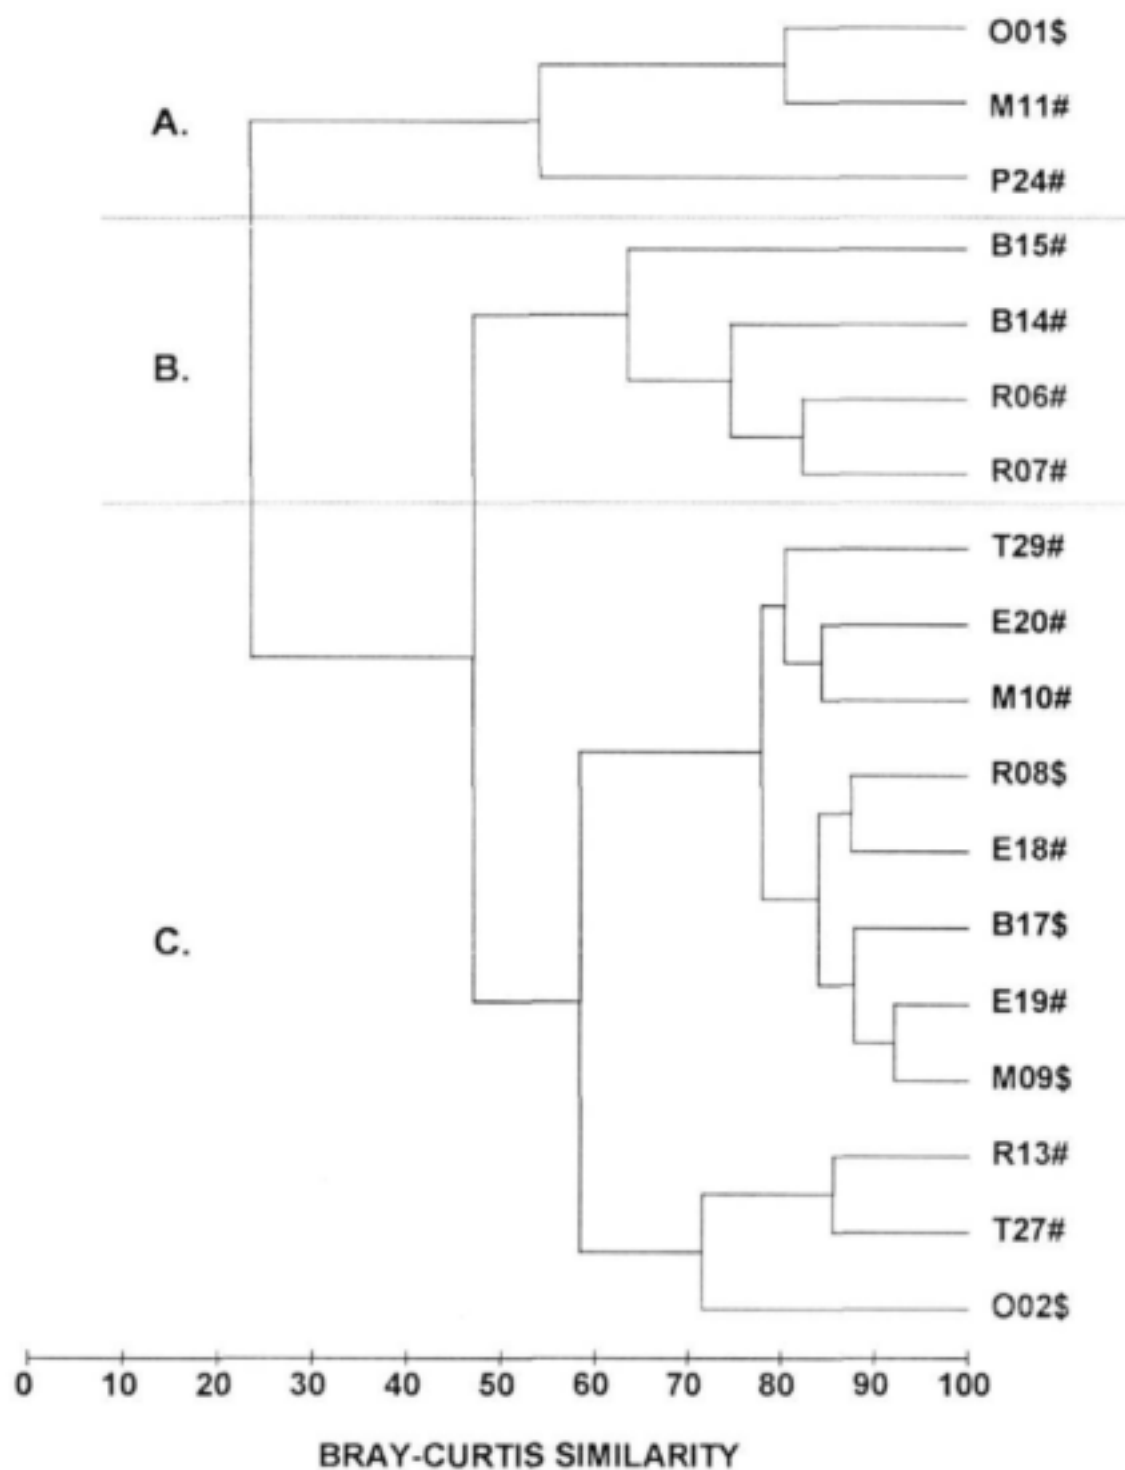 O01$
A.
M11#
P24#
B15#
B14#
B.
R06#
R07#
T29#
E20#
M10#
R08$
E18#
B17$
C.
E19#
M09$
R13#
T27#
O02$
0 10 20 30 40 50 60 70 80 90 100
BRAY-CURTIS SIMILARITY